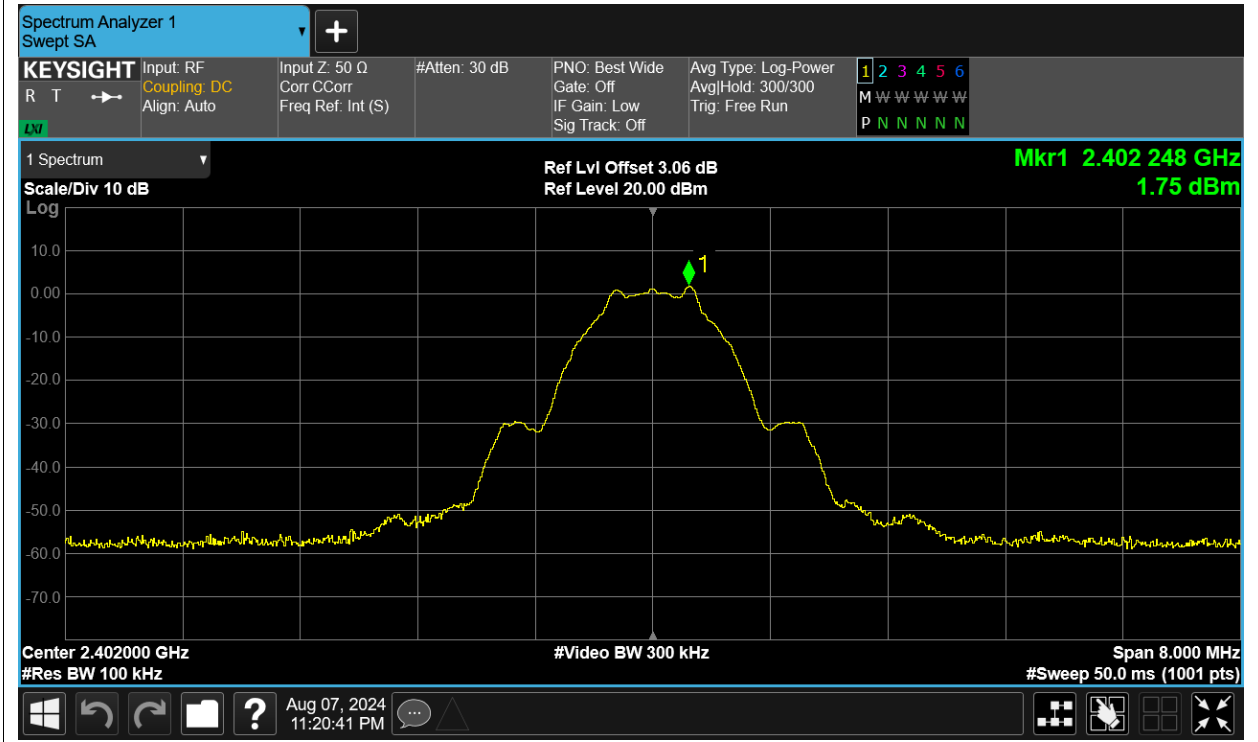 Spectrum Analyzer 1
Swept SA
KEYSIGHT
R T
LXI
Input: RF
Coupling: DC
Align: Auto
Input Z: 50 Ω
Corr CCorr
Freq Ref: Int (S)
#Atten: 30 dB
PNO: Best Wide
Gate: Off
IF Gain: Low
Sig Track: Off
Avg Type: Log-Power
Avg|Hold: 300/300
Trig: Free Run
1 2 3 4 5 6
M W W W W W
P N N N N N
1 Spectrum
Scale/Div 10 dB
Log
Ref Lvl Offset 3.06 dB
Ref Level 20.00 dBm
Mkr1 2.402 248 GHz
1.75 dBm
1
10.0
0.00
-10.0
-20.0
-30.0
-40.0
-50.0
-60.0
-70.0
Center 2.402000 GHz
#Res BW 100 kHz
#Video BW 300 kHz
Span 8.000 MHz
#Sweep 50.0 ms (1001 pts)
?
Aug 07, 2024
11:20:41 PM